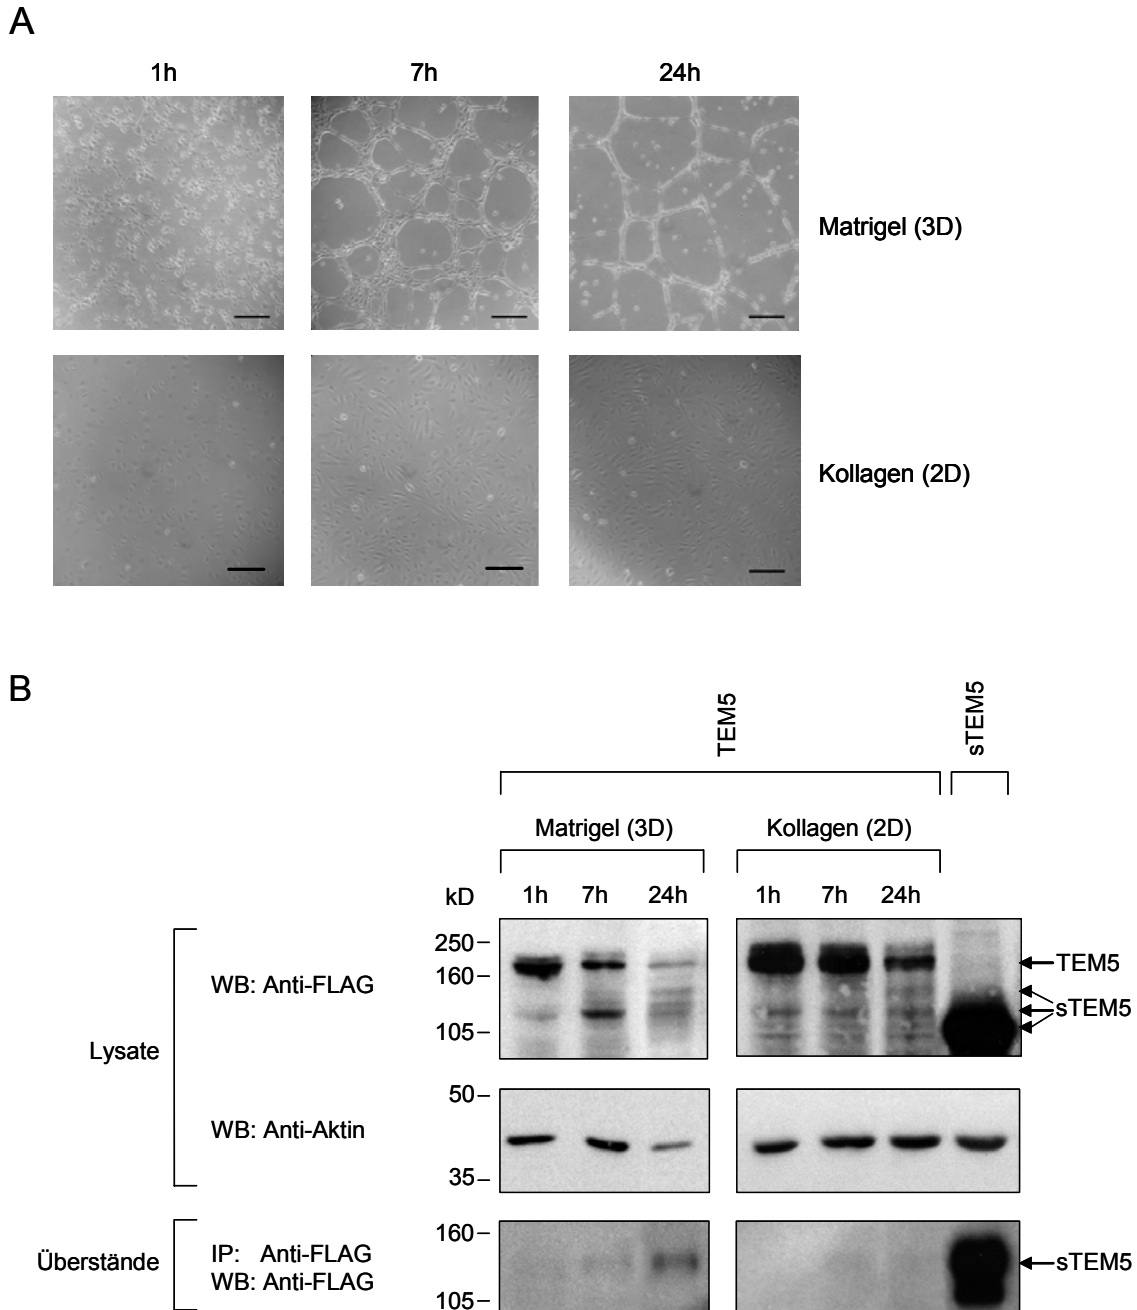 A
1h 7h 24h
Matrigel (3D)
Kollagen (2D)
B
TEM5 sTEM5
Matrigel (3D) Kollagen (2D)
kD 1h 7h 24h 1h 7h 24h
250
160
105
WB: Anti-FLAG
TEM5
sTEM5
Lysate
50
WB: Anti-Aktin
35
160
Überstände
IP: Anti-FLAG
WB: Anti-FLAG
sTEM5
105